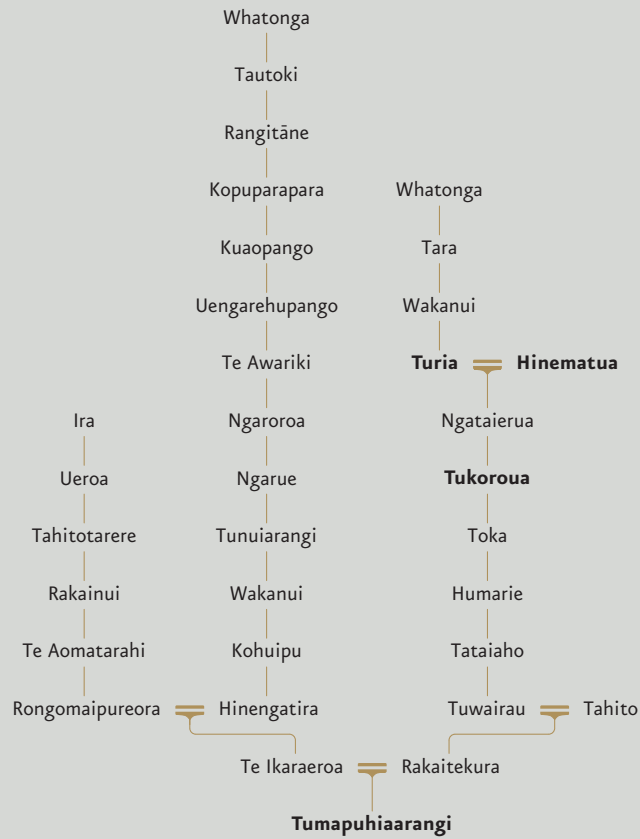 Whatonga
Tautoki
Rangitāne
Kopuparapara Whatonga
Kuaopango Tara
Uengarehupango Wakanui
Te Awariki Turia Hinematua
Ira Ngaroroa Ngataierua
Ueroa Ngarue Tukoroua
Tahitotarere Tunuiarangi Toka
Rakainui Wakanui Humarie
Te Aomatarahi Kohuipu Tataiaho
Rongomaipureora Hinengatira Tuwairau Tahito
Te Ikaraeroa Rakaitekura
Tumapuhiaarangi